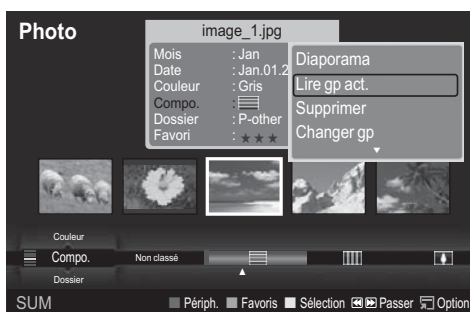 Photo
image_1.jpg
Mois : Jan
Date : Jan.01.2
Couleur : Gris
Compo. :
Dossier : P-other
Favori : ★★★
Diaporama
Lire gp act.
Supprimer
Changer gp
Couleur
Compo.
Non classé
Dossier
SUM
Périph. Favoris Sélection Passer Option